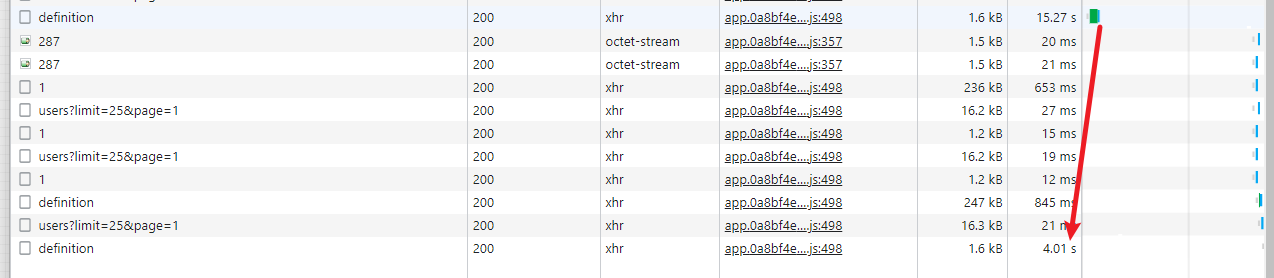 definition 200 xhr app.0a8bf4e....js:498 1.6 kB 15.27 s
287 200 octet-stream app.0a8bf4e....js:357 1.5 kB 20 ms
287 200 octet-stream app.0a8bf4e....js:357 1.5 kB 21 ms
1 200 xhr app.0a8bf4e....js:498 236 kB 653 ms
users?limit=25&page=1 200 xhr app.0a8bf4e....js:498 16.2 kB 27 ms
1 200 xhr app.0a8bf4e....js:498 1.2 kB 15 ms
users?limit=25&page=1 200 xhr app.0a8bf4e....js:498 16.2 kB 19 ms
1 200 xhr app.0a8bf4e....js:498 1.2 kB 12 ms
definition 200 xhr app.0a8bf4e....js:498 247 kB 845 ms
users?limit=25&page=1 200 xhr app.0a8bf4e....js:498 16.3 kB 21 ms
definition 200 xhr app.0a8bf4e....js:498 1.6 kB 4.01 s